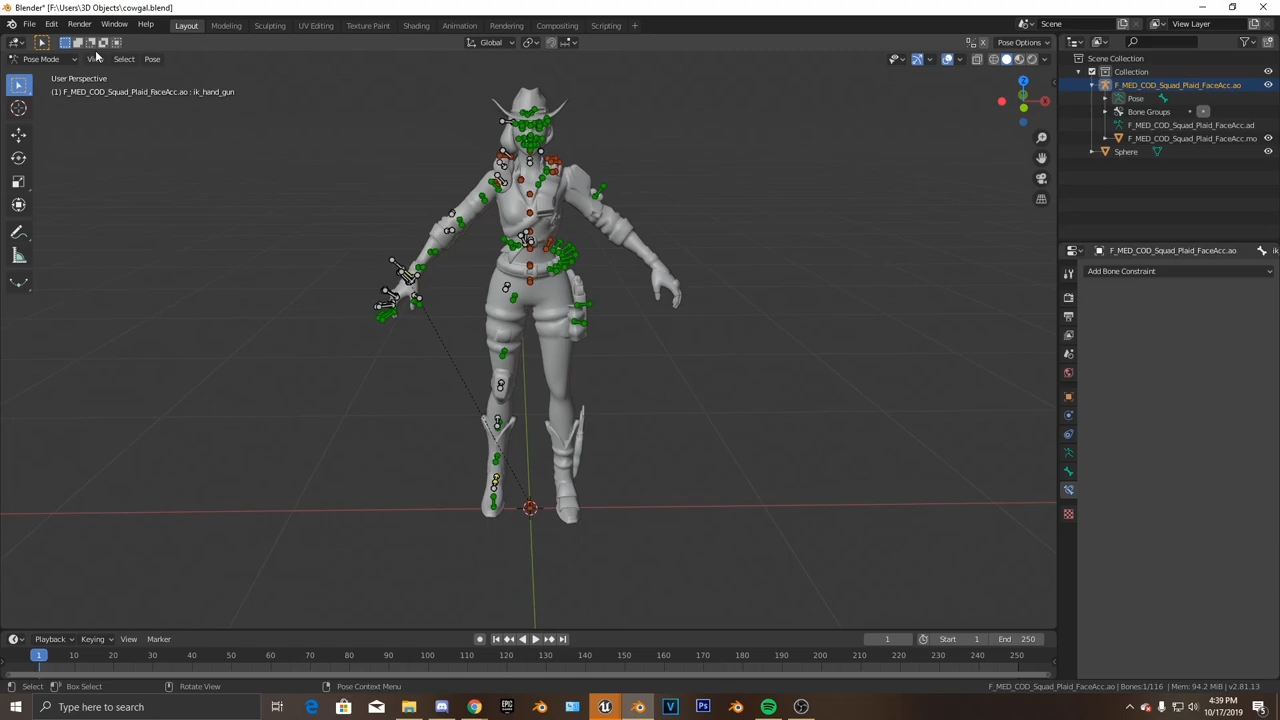 Blender* [F:\Users\3D Objects\cowgal.blend]
File Edit Render Window Help Layout Modeling Sculpting UV Editing Texture Paint Shading Animation Rendering Compositing Scripting + Scene View Layer
Global Pose Options
Pose Mode Select Pose
User Perspective
(1) F_MED_COD_Squad_Plaid_FaceAcc.ao : ik_hand_gun
Z
X
Scene Collection
Collection
F_MED_COD_Squad_Plaid_FaceAcc.ao
Pose
Bone Groups
F_MED_COD_Squad_Plaid_FaceAcc.ad
F_MED_COD_Squad_Plaid_FaceAcc.mo
Sphere
F_MED_COD_Squad_Plaid_FaceAcc.ao
Add Bone Constraint
Playback Keying View Marker 1 Start 1 End 250
1 10 20 30 40 50 60 70 80 90 100 110 120 130 140 150 160 170 180 190 200 210 220 230 240 250
Select Box Select Rotate View Pose Context Menu F_MED_COD_Squad_Plaid_FaceAcc.ao | Bones:1/116 | Mem: 94.2 MiB | v2.81.13
Type here to search
4:39 PM
10/17/2019